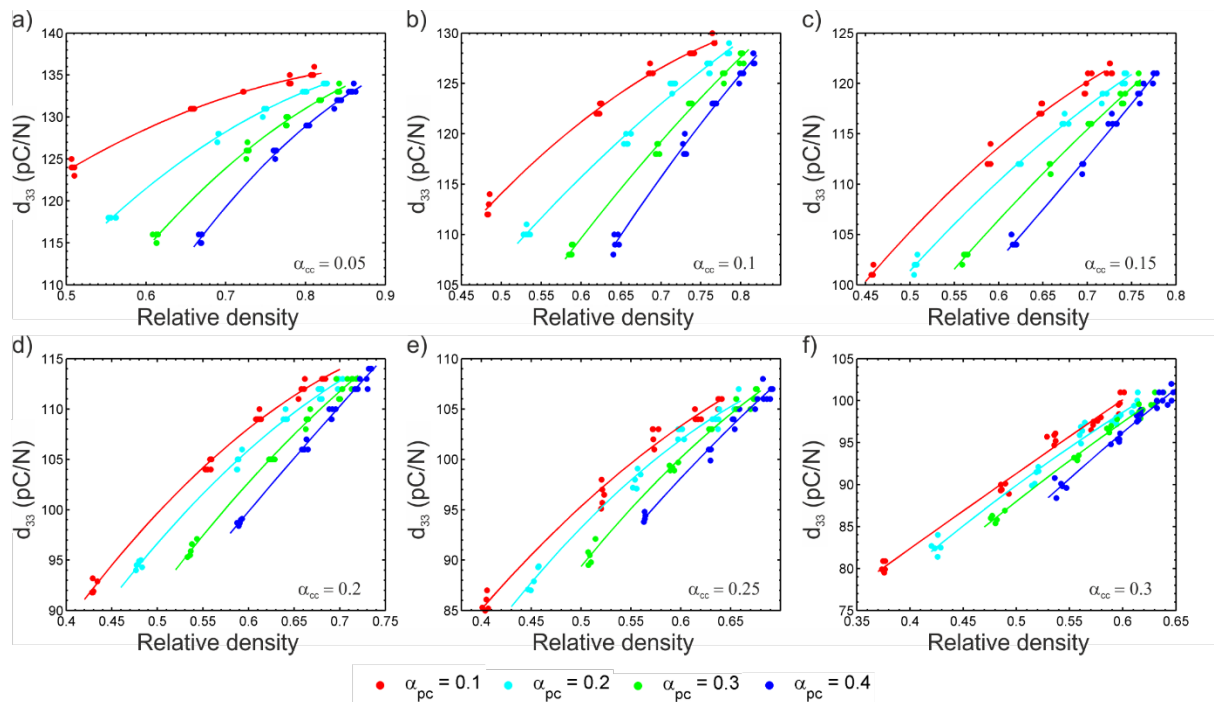 a)
140
135
130
125
120
115
110
d33 (pC/N)
0.5 0.6 0.7 0.8 0.9
Relative density
αcc = 0.05
b)
130
125
120
115
110
105
d33 (pC/N)
0.45 0.5 0.55 0.6 0.65 0.7 0.75 0.8
Relative density
αcc = 0.1
c)
125
120
115
110
105
100
d33 (pC/N)
0.45 0.5 0.55 0.6 0.65 0.7 0.75 0.8
Relative density
αcc = 0.15
d)
115
110
105
100
95
90
d33 (pC/N)
0.4 0.45 0.5 0.55 0.6 0.65 0.7 0.75
Relative density
αcc = 0.2
e)
110
105
100
95
90
85
d33 (pC/N)
0.4 0.45 0.5 0.55 0.6 0.65
Relative density
αcc = 0.25
f)
105
100
95
90
85
80
75
d33 (pC/N)
0.35 0.4 0.45 0.5 0.55 0.6 0.65
Relative density
αcc = 0.3
αpc = 0.1 αpc = 0.2 αpc = 0.3 αpc = 0.4